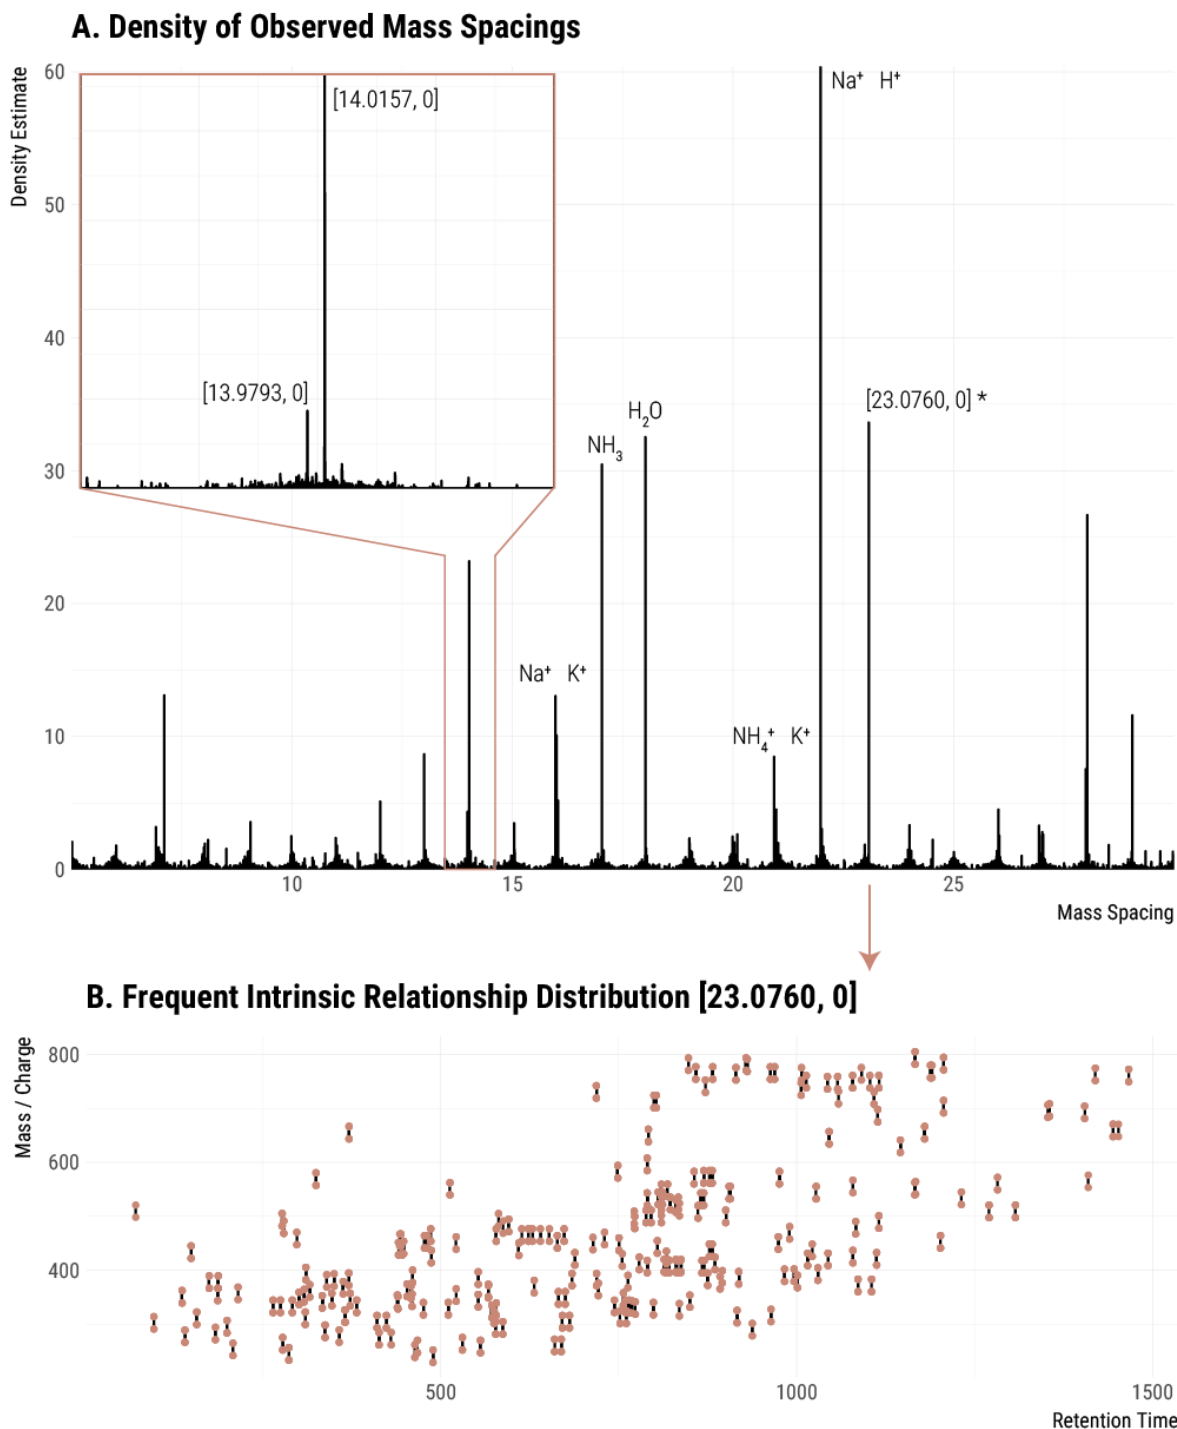 A. Density of Observed Mass Spacings
Density Estimate
60
50
40
30
20
10
0
[14.0157, 0]
[13.9793, 0]
Na⁺ H⁺
[23.0760, 0] *
H₂O
NH₃
Na⁺ K⁺
NH₄⁺ K⁺
10 15 20 25
Mass Spacing
B. Frequent Intrinsic Relationship Distribution [23.0760, 0]
Mass / Charge
800
600
400
500 1000 1500
Retention Time